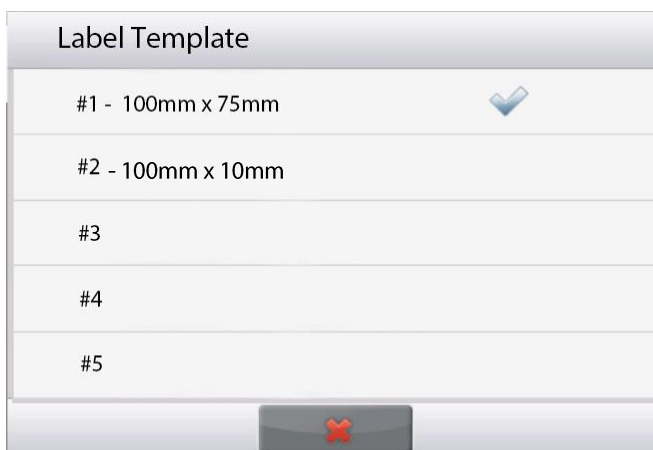 Label Template
#1 - 100mm x 75mm
#2 - 100mm x 10mm
#3
#4
#5